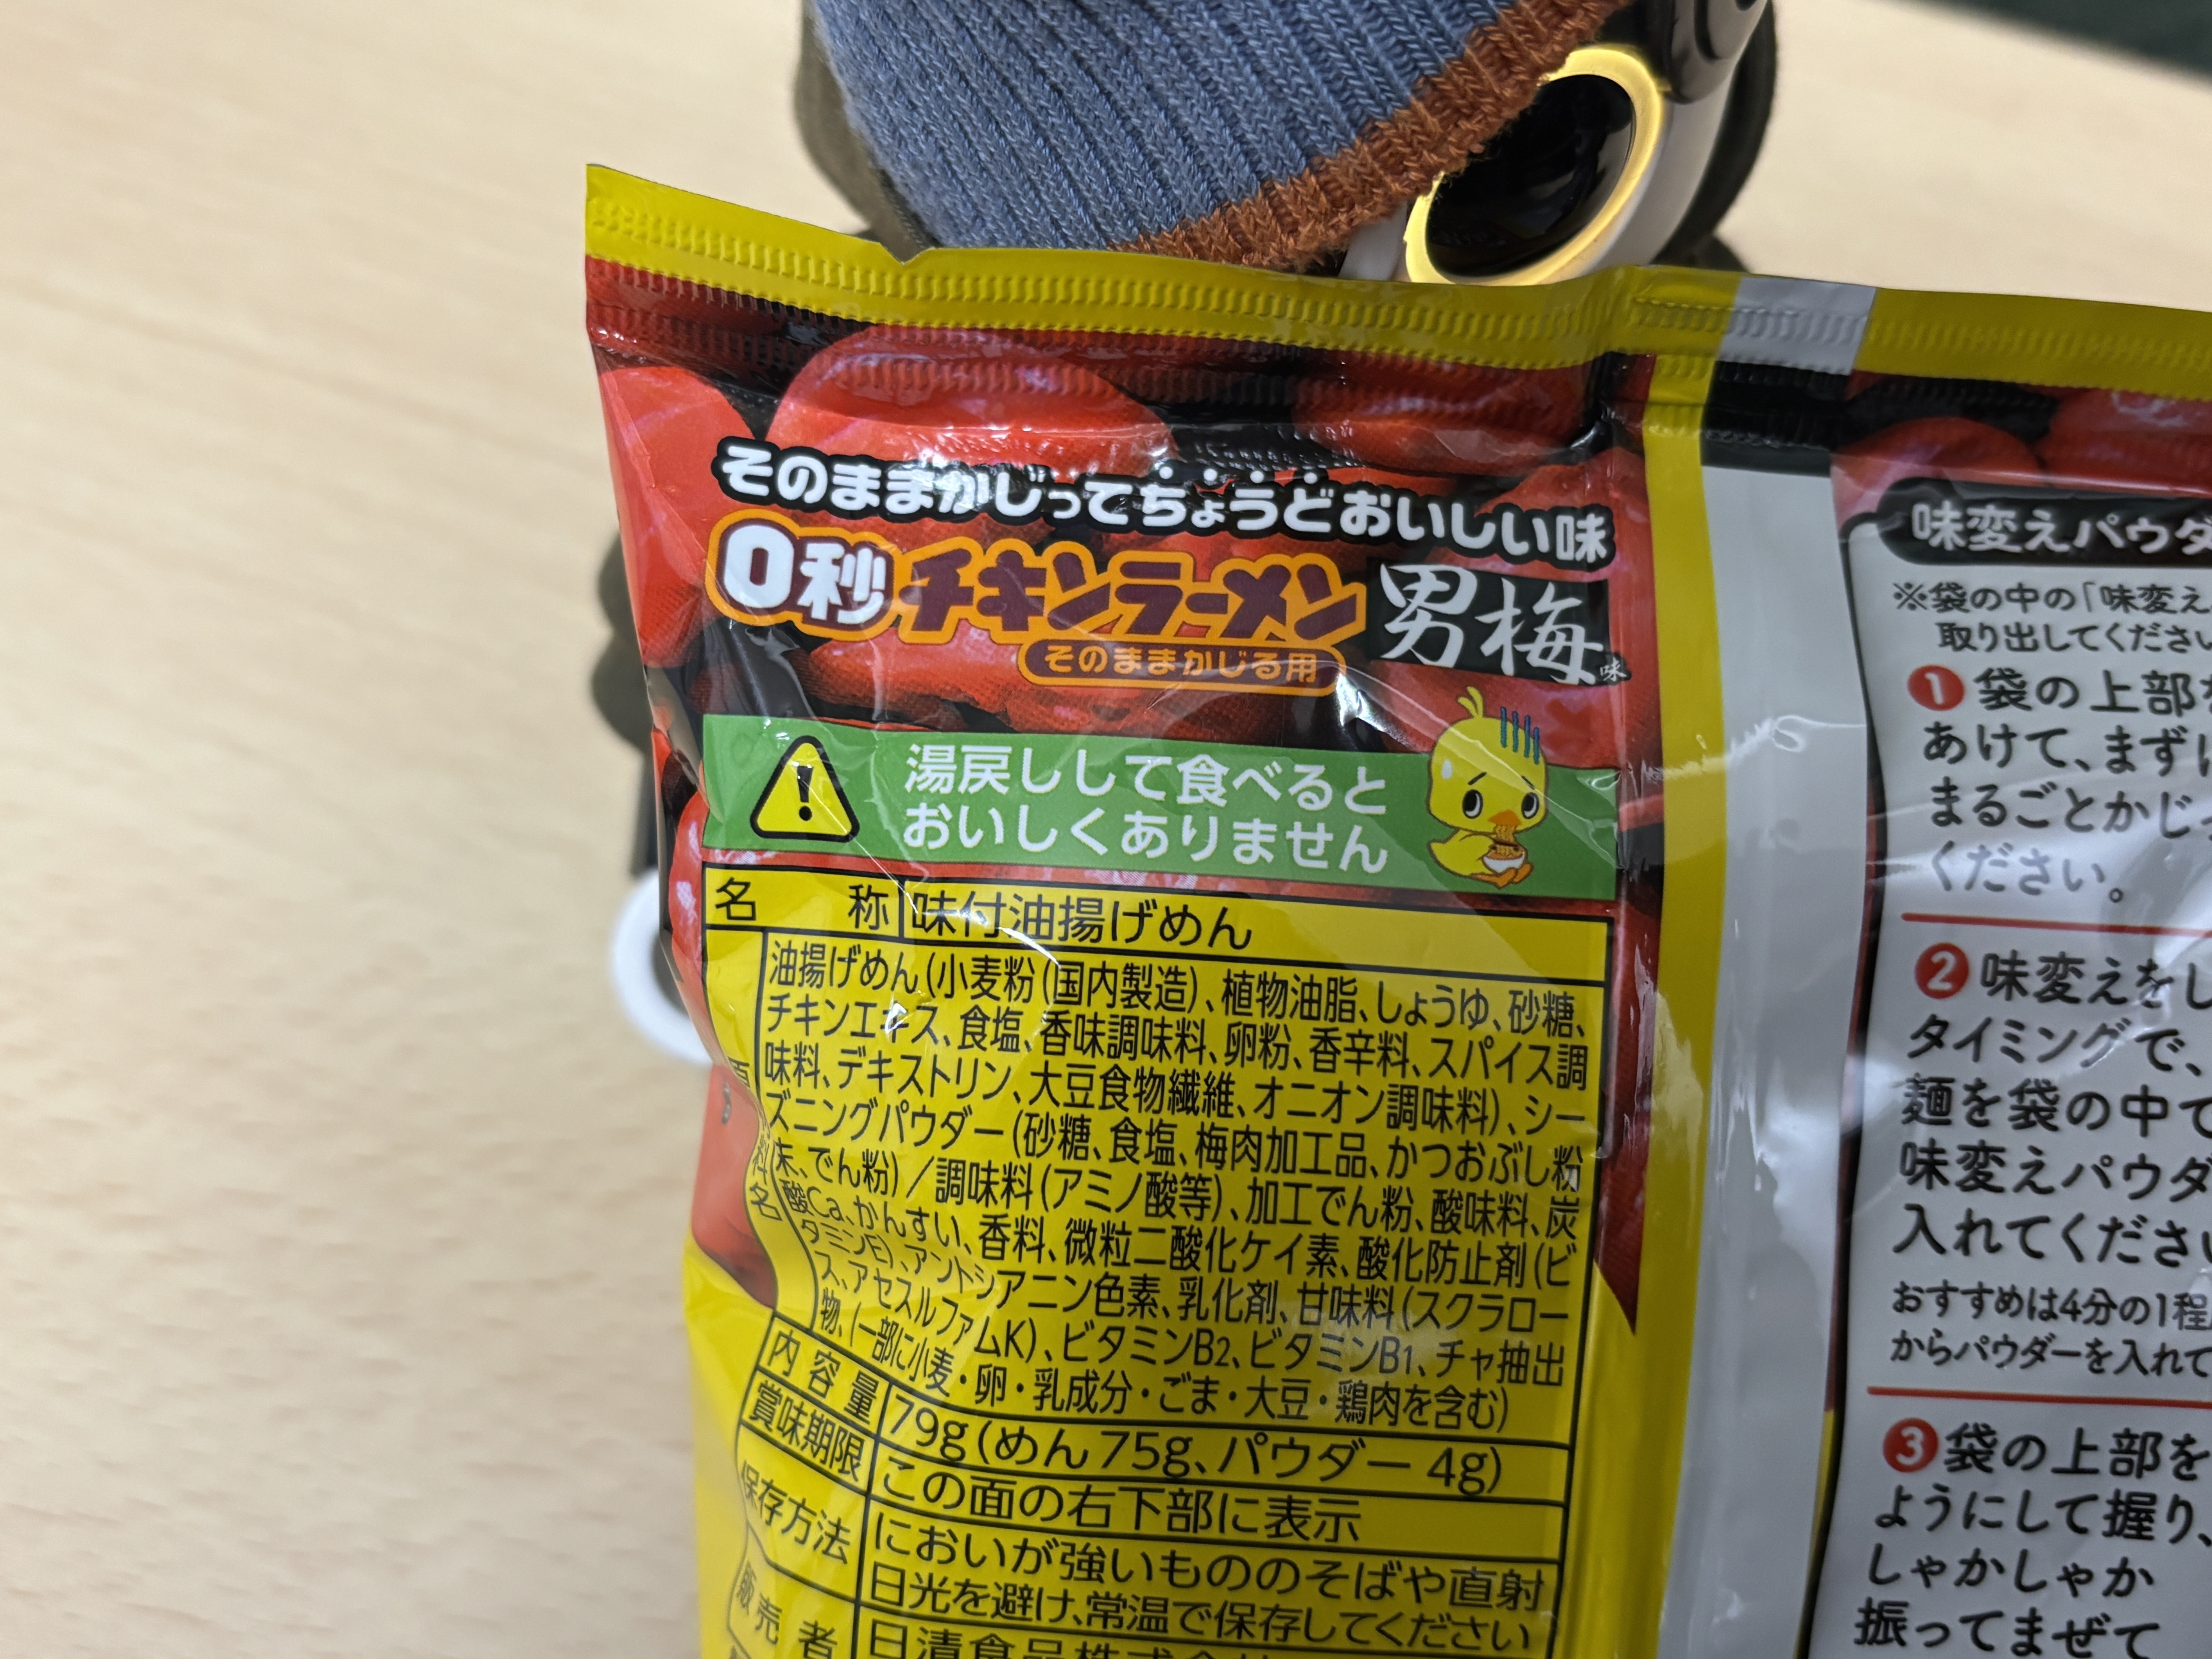 そのままかじってちょうどおいしい味
0秒チキンラーメン 男梅味
そのままかじる用
湯戻しして食べると
おいしくありません
名称 味付油揚げめん
原料名
油揚げめん(小麦粉(国内製造)、植物油脂、しょうゆ、砂糖、
チキンエキス、食塩、香味調味料、卵粉、香辛料、スパイス調
味料、デキストリン、大豆食物繊維、オニオン調味料)、シー
ズニングパウダー(砂糖、食塩、梅肉加工品、かつおぶし粉
末、でん粉)/調味料(アミノ酸等)、加工でん粉、酸味料、炭
酸Ca、かんすい、香料、微粒二酸化ケイ素、酸化防止剤(ビ
タミンE)、アントシアニン色素、乳化剤、甘味料(スクラロー
ス、アセスルファムK)、ビタミンB2、ビタミンB1、チャ抽出
物、(一部に小麦・卵・乳成分・ごま・大豆・鶏肉を含む)
内容量 79g(めん75g、パウダー4g)
賞味期限 この面の右下部に表示
保存方法 においが強いもののそばや直射
日光を避け、常温で保存してください
販売者 日清食品株式会社
味変えパウダ
※袋の中の「味変え
取り出してくださ
1 袋の上部
あけて、まず
まるごとかじ
ください。
2 味変えをし
タイミングで、
麺を袋の中で
味変えパウダ
入れてくださ
おすすめは4分の1程
からパウダーを入れて
3 袋の上部を
ようにして握り、
しゃかしゃか
振ってまぜて